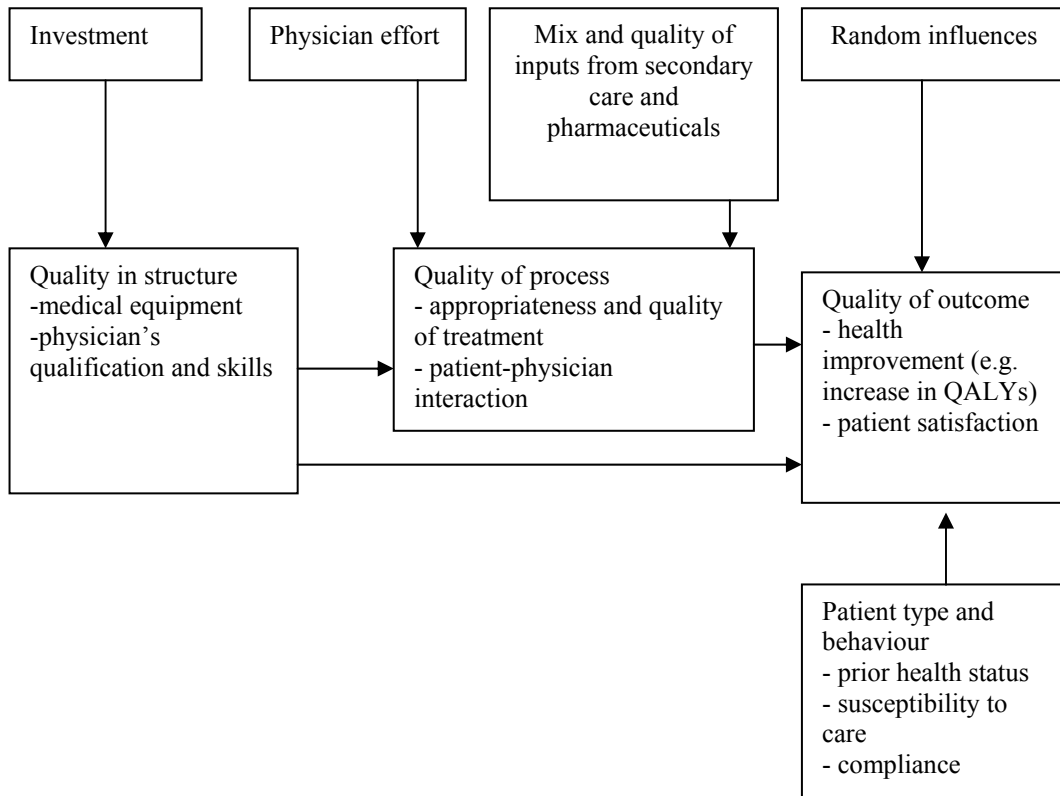 Investment
Physician effort
Mix and quality of
inputs from secondary
care and
pharmaceuticals
Random influences
Quality in structure
-medical equipment
-physician’s
qualification and skills
Quality of process
- appropriateness and quality
of treatment
- patient-physician
interaction
Quality of outcome
- health
improvement (e.g.
increase in QALYs)
- patient satisfaction
Patient type and
behaviour
- prior health status
- susceptibility to
care
- compliance